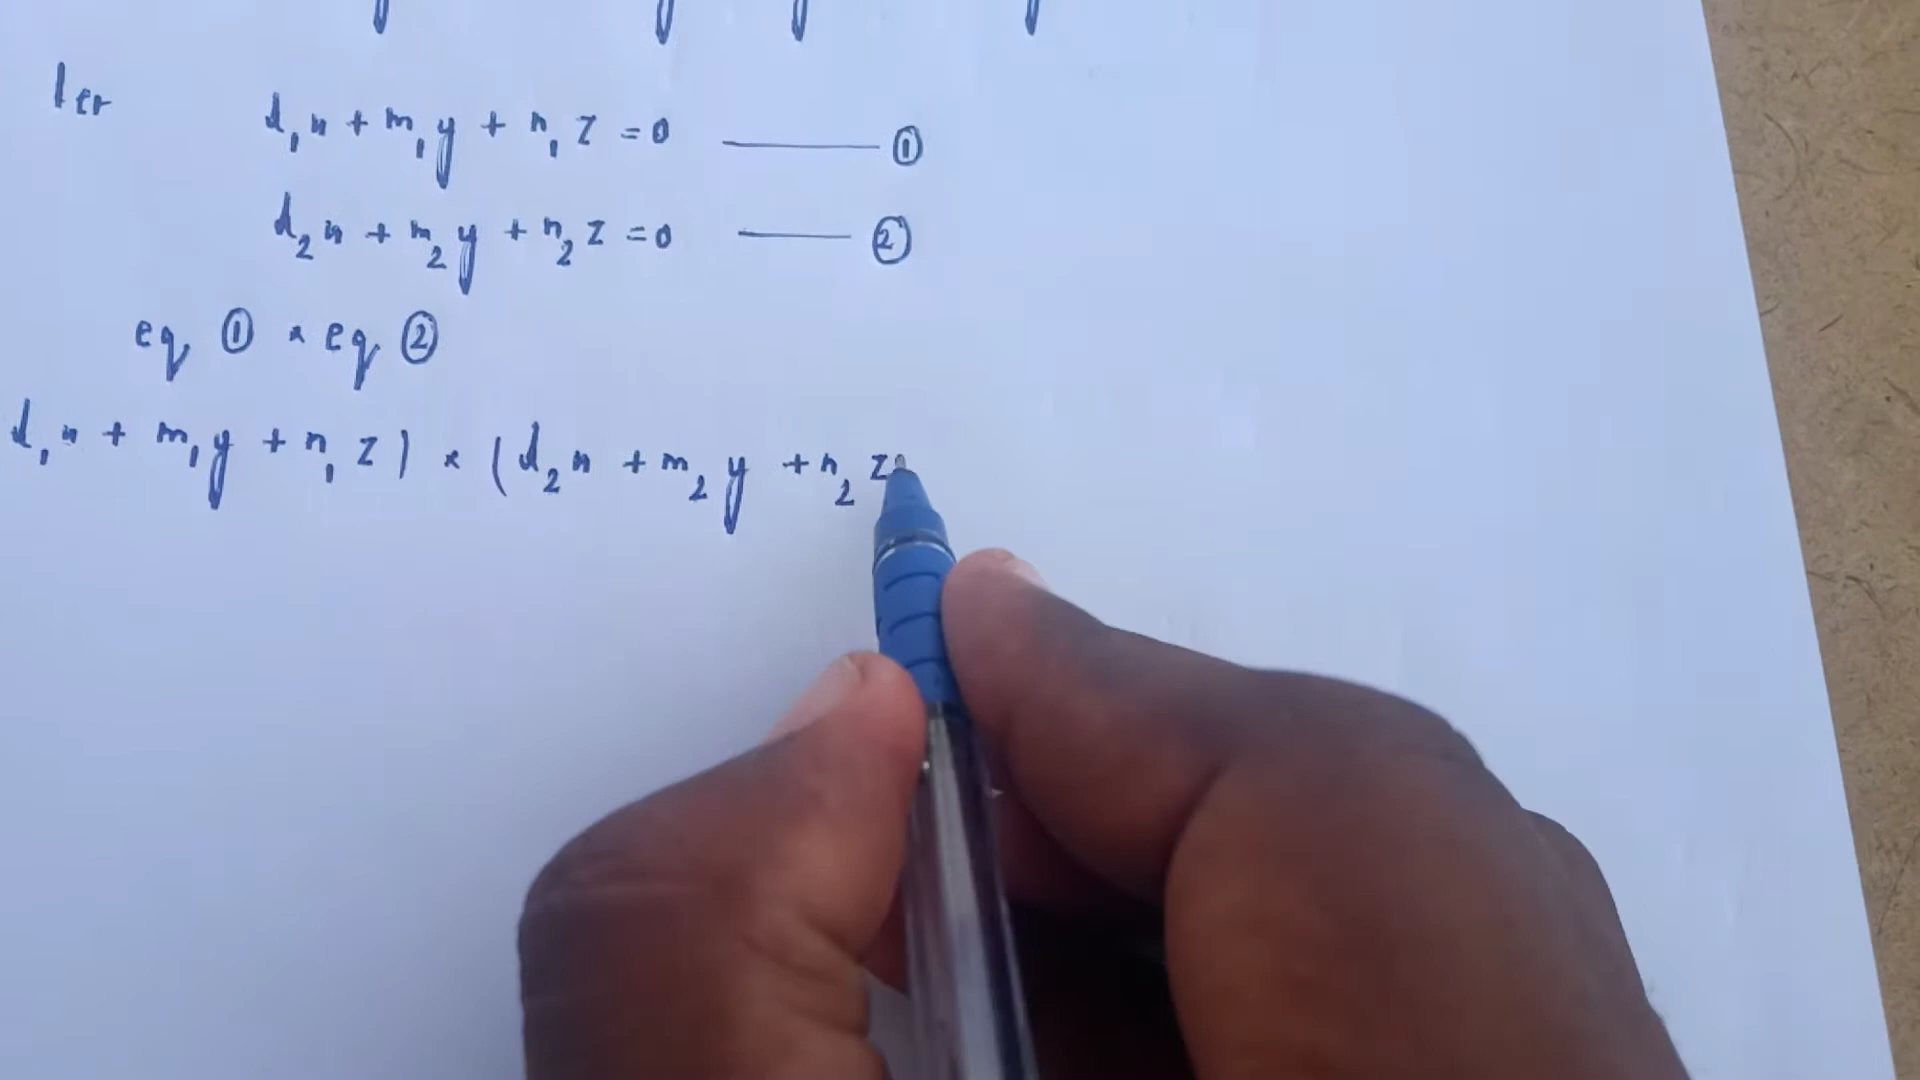 let
l₁x + m₁y + n₁z = 0 ——— ①
l₂x + m₂y + n₂z = 0 —— ②
eq ① × eq ②
l₁x + m₁y + n₁z) × (l₂x + m₂y + n₂z